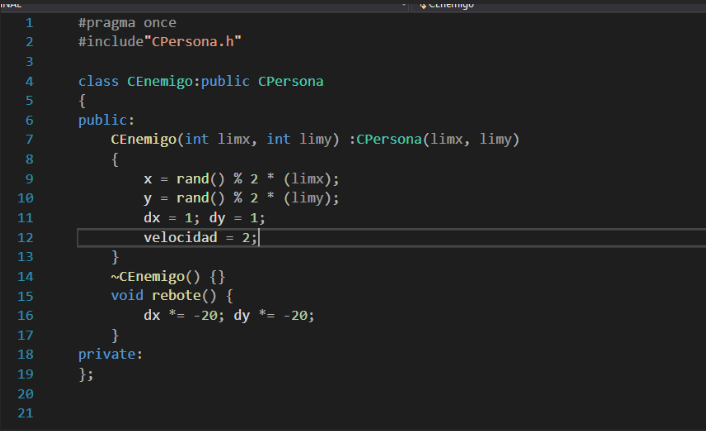 CEnemigo
1 #pragma once
2 #include"CPersona.h"
3
4 class CEnemigo:public CPersona
5 {
6 public:
7 CEnemigo(int limx, int limy) :CPersona(limx, limy)
8 {
9 x = rand() % 2 * (limx);
10 y = rand() % 2 * (limy);
11 dx = 1; dy = 1;
12 velocidad = 2;
13 }
14 ~CEnemigo() {}
15 void rebote() {
16 dx *= -20; dy *= -20;
17 }
18 private:
19 };
20
21